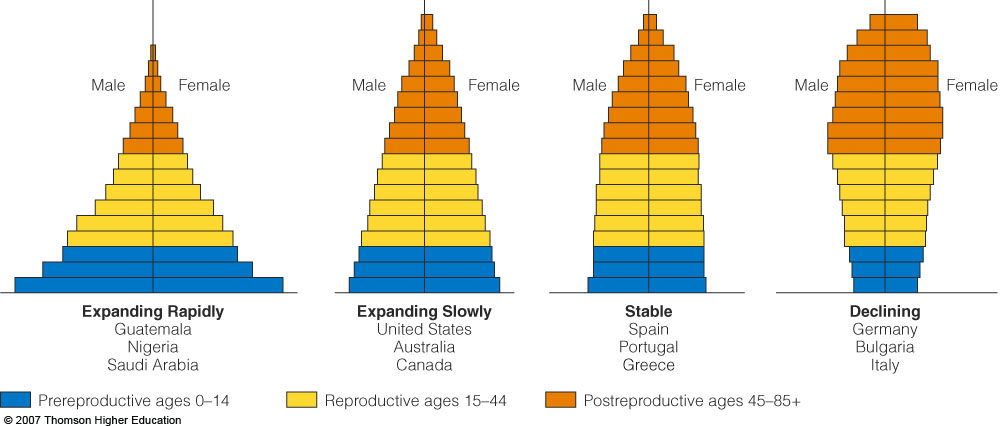 Male Female
Male Female
Male Female
Male Female
Expanding Rapidly
Guatemala
Nigeria
Saudi Arabia
Expanding Slowly
United States
Australia
Canada
Stable
Spain
Portugal
Greece
Declining
Germany
Bulgaria
Italy
Prereproductive ages 0–14
Reproductive ages 15–44
Postreproductive ages 45–85+
© 2007 Thomson Higher Education